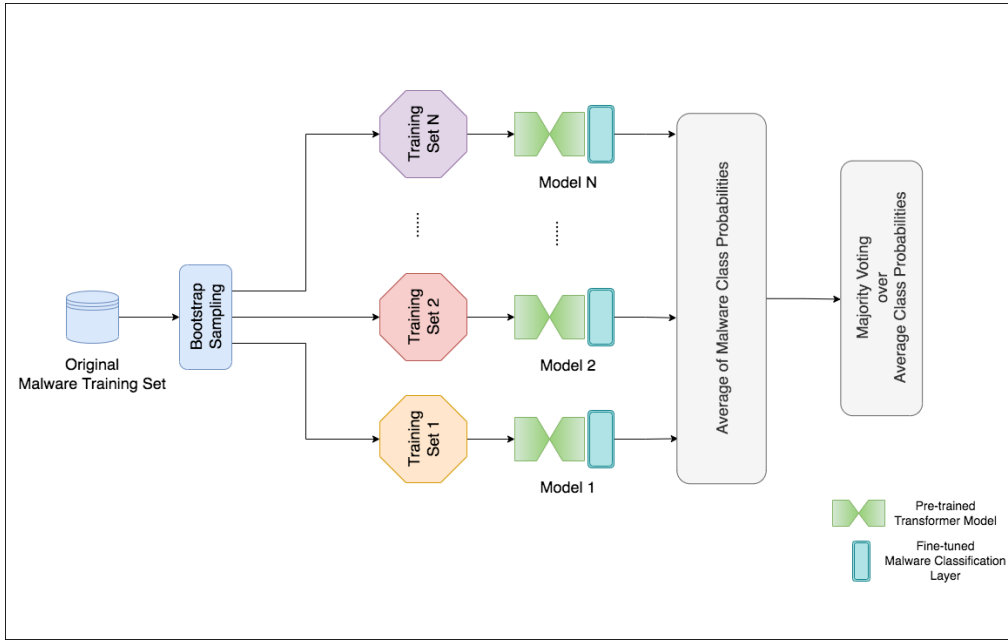 Original
Malware Training Set
Bootstrap
Sampling
Training
Set N
Model N
Training
Set 2
Model 2
Training
Set 1
Model 1
Average of Malware Class Probabilities
Majority Voting
over
Average Class Probabilities
Pre-trained
Transformer Model
Fine-tuned
Malware Classification
Layer